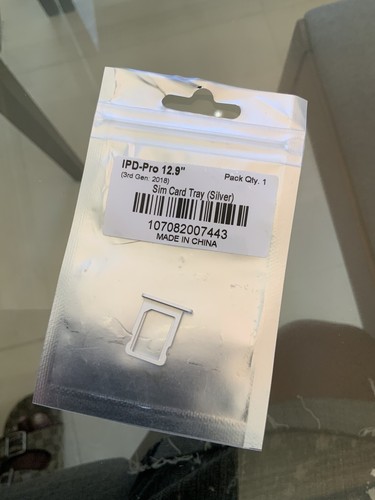 IPD-Pro 12.9"
(3rd Gen: 2018) Pack Qty. 1
Sim Card Tray (Silver)
107082007443
MADE IN CHINA